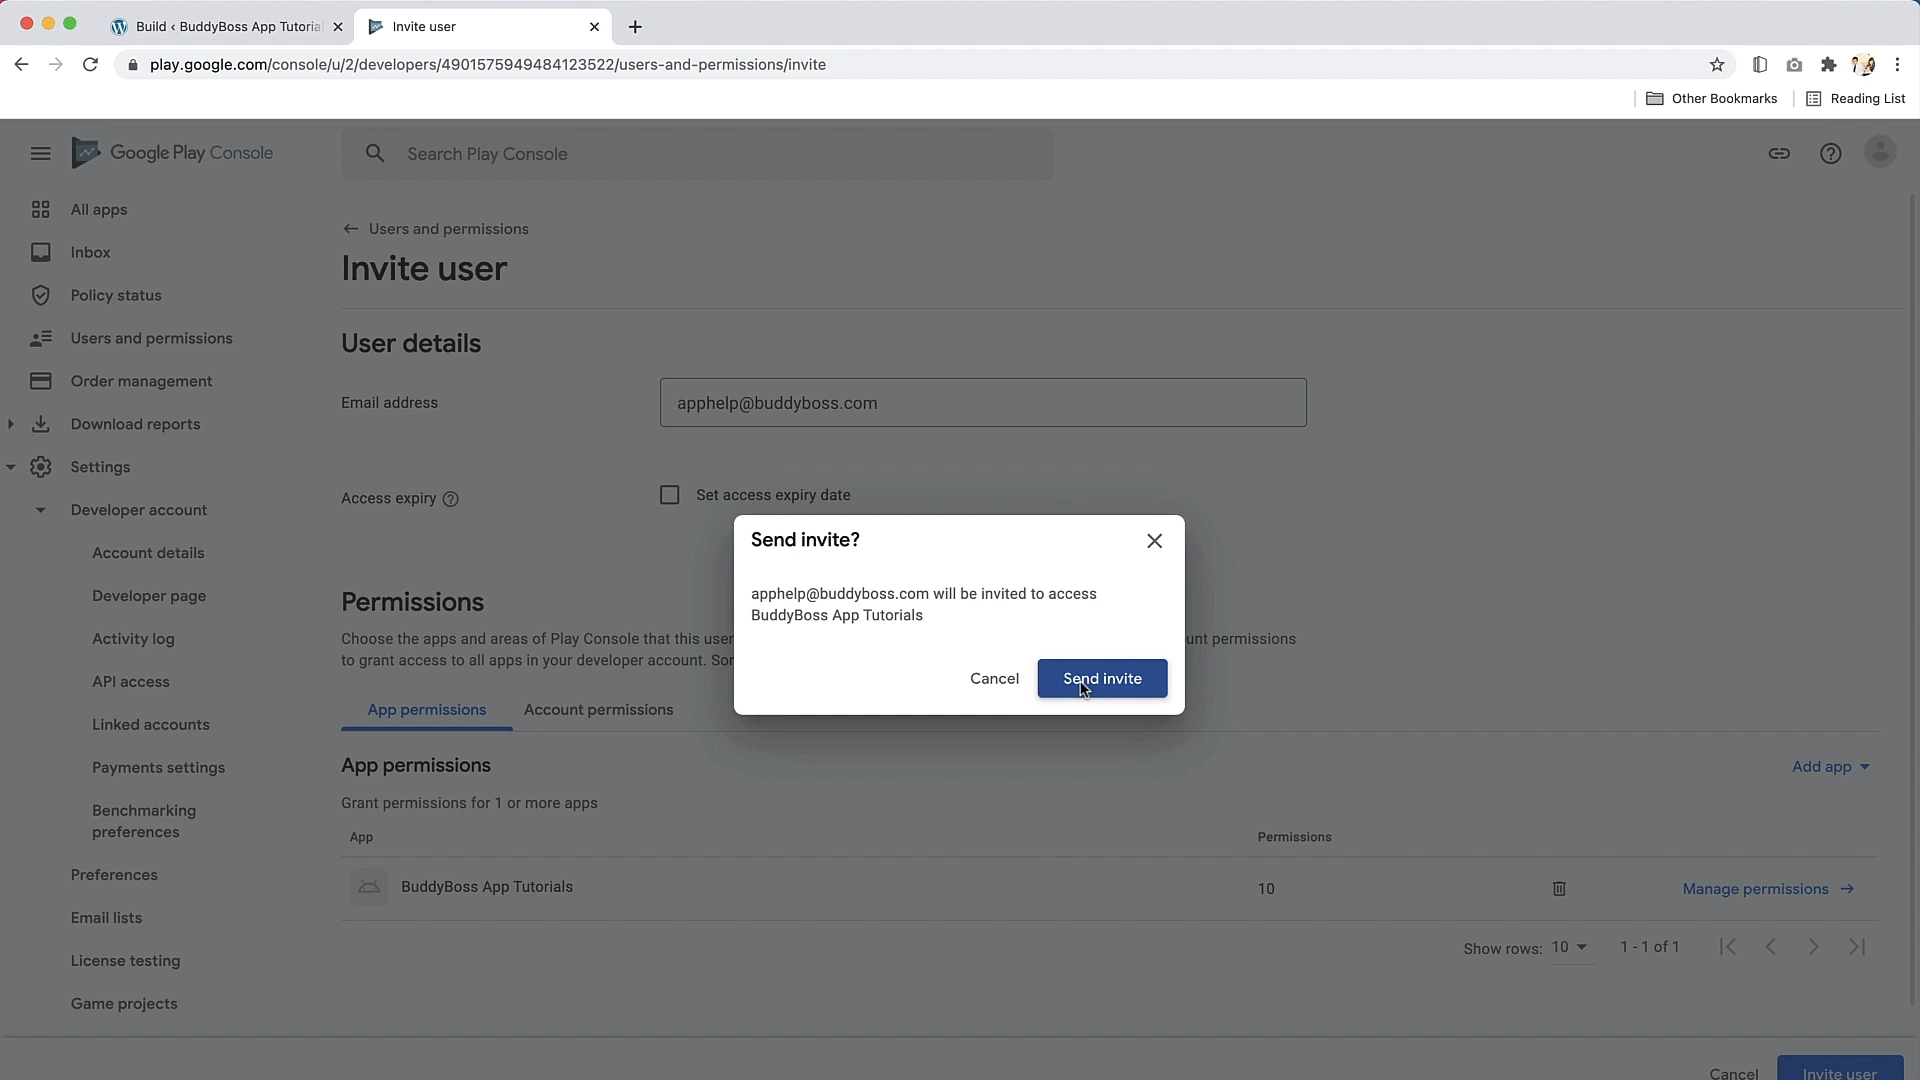 Build ‹ BuddyBoss App Tutoria
Invite user
play.google.com/console/u/2/developers/4901575949484123522/users-and-permissions/invite
Other Bookmarks
Reading List
Google Play Console
Search Play Console
All apps
Inbox
Policy status
Users and permissions
Order management
Download reports
Settings
Developer account
Account details
Developer page
Activity log
API access
Linked accounts
Payments settings
Benchmarking
preferences
Preferences
Email lists
License testing
Game projects
Users and permissions
Invite user
User details
Email address
apphelp@buddyboss.com
Access expiry
Set access expiry date
Send invite?
apphelp@buddyboss.com will be invited to access
BuddyBoss App Tutorials
Cancel
Send invite
Permissions
Choose the apps and areas of Play Console that this user unt permissions
to grant access to all apps in your developer account. Sor
App permissions
Account permissions
App permissions
Add app
Grant permissions for 1 or more apps
App
Permissions
BuddyBoss App Tutorials
10
Manage permissions
Show rows: 10
1 - 1 of 1
Cancel
Invite user